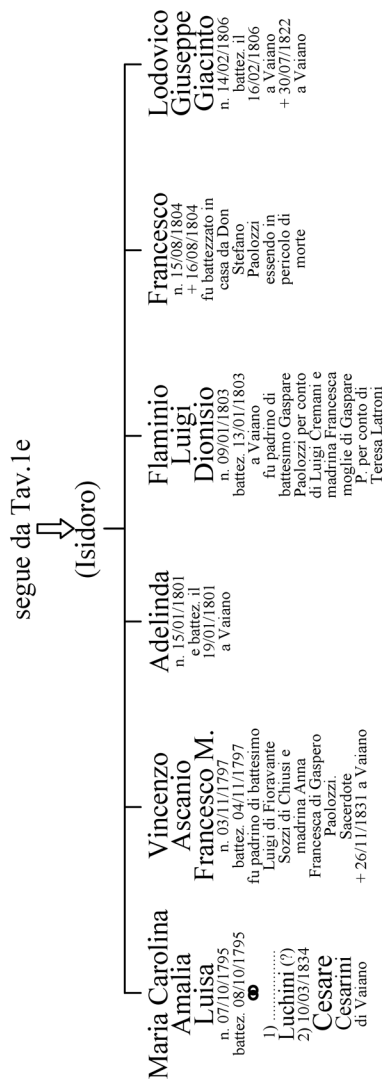 segue da Tav.1e
(Isidoro)
Maria Carolina
Amalia
Luisa
n. 07/10/1795
battez. 08/10/1795
1) ................
Luchini (?)
2) 10/03/1834
Cesare
Cesarini
di Vaiano
Vincenzo
Ascanio
Francesco M.
n. 03/11/1797
battez. 04/11/1797
fu padrino di battesimo
Luigi di Fioravante
Sozzi di Chiusi e
madrina Anna
Francesca di Gaspero
Paolozzi.
Sacerdote
+ 26/11/1831 a Vaiano
Adelinda
n. 15/01/1801
e battez. il
19/01/1801
a Vaiano
Flaminio
Luigi
Dionisio
n. 09/01/1803
battez. 13/01/1803
a Vaiano
fu padrino di
battesimo Gaspare
Paolozzi per conto
di Luigi Cremani e
madrina Francesca
moglie di Gaspare
P. per conto di
Teresa Latroni
Francesco
n. 15/08/1804
+ 16/08/1804
fu battezzato in
casa da Don
Stefano
Paolozzi
essendo in
pericolo di
morte
Lodovico
Giuseppe
Giacinto
n. 14/02/1806
battez. il
16/02/1806
a Vaiano
+ 30/07/1822
a Vaiano